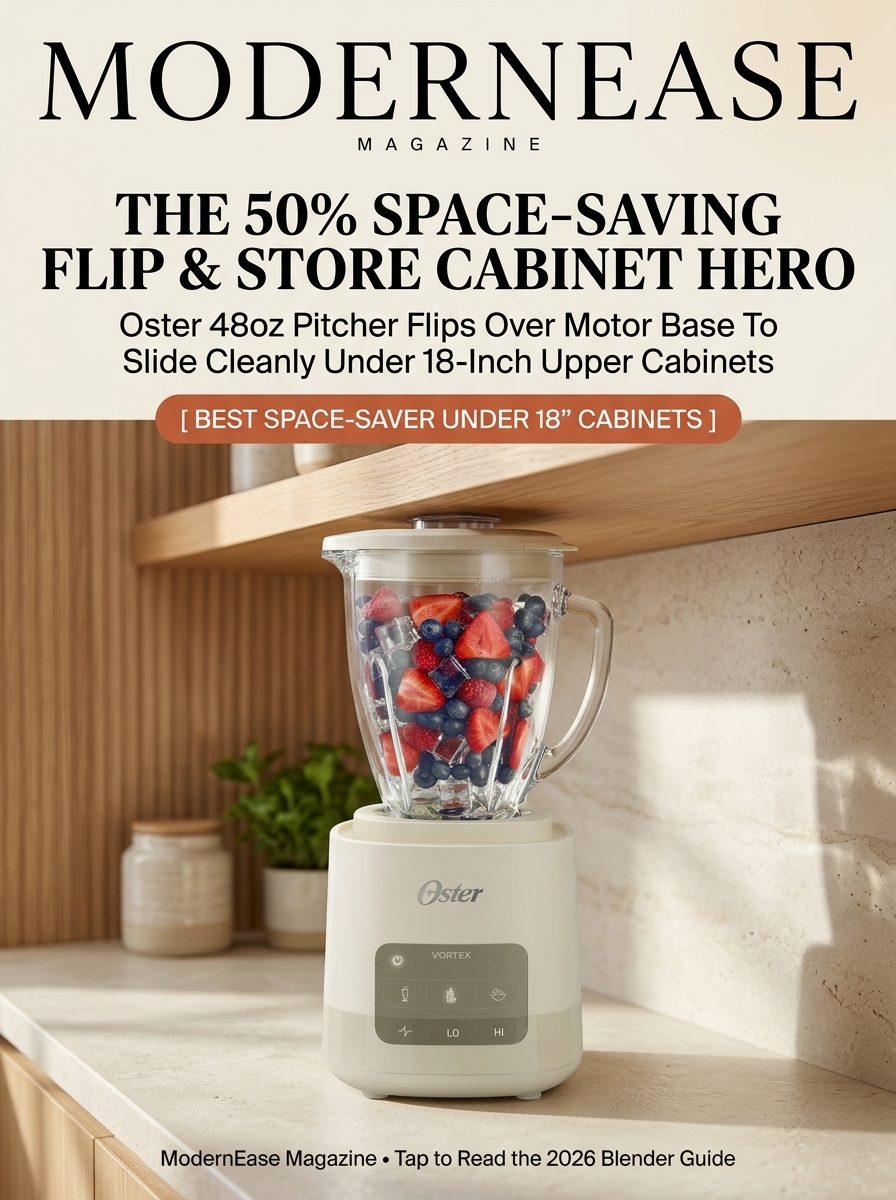 MODERNEASE
MAGAZINE
THE 50% SPACE-SAVING
FLIP & STORE CABINET HERO
Oster 48oz Pitcher Flips Over Motor Base To
Slide Cleanly Under 18-Inch Upper Cabinets
[ BEST SPACE-SAVER UNDER 18” CABINETS ]
Oster
VORTEX
LO
HI
ModernEase Magazine • Tap to Read the 2026 Blender Guide